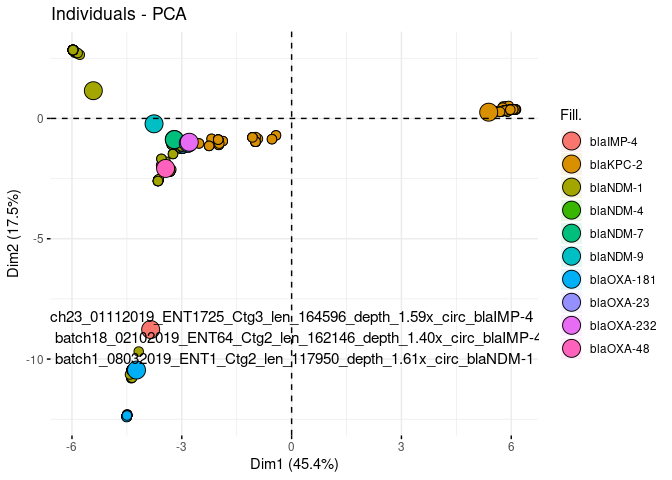 Individuals - PCA
0
-5
-10
Dim2 (17.5%)
ch23_01112019_ENT1725_Ctg3_len_164596_depth_1.59x_circ_blaIMP-4
batch18_02102019_ENT64_Ctg2_len_162146_depth_1.40x_circ_blaIMP-4
batch1_08032019_ENT1_Ctg2_len_117950_depth_1.61x_circ_blaNDM-1
-6
-3
0
3
6
Dim1 (45.4%)
Fill.
blaIMP-4
blaKPC-2
blaNDM-1
blaNDM-4
blaNDM-7
blaNDM-9
blaOXA-181
blaOXA-23
blaOXA-232
blaOXA-48